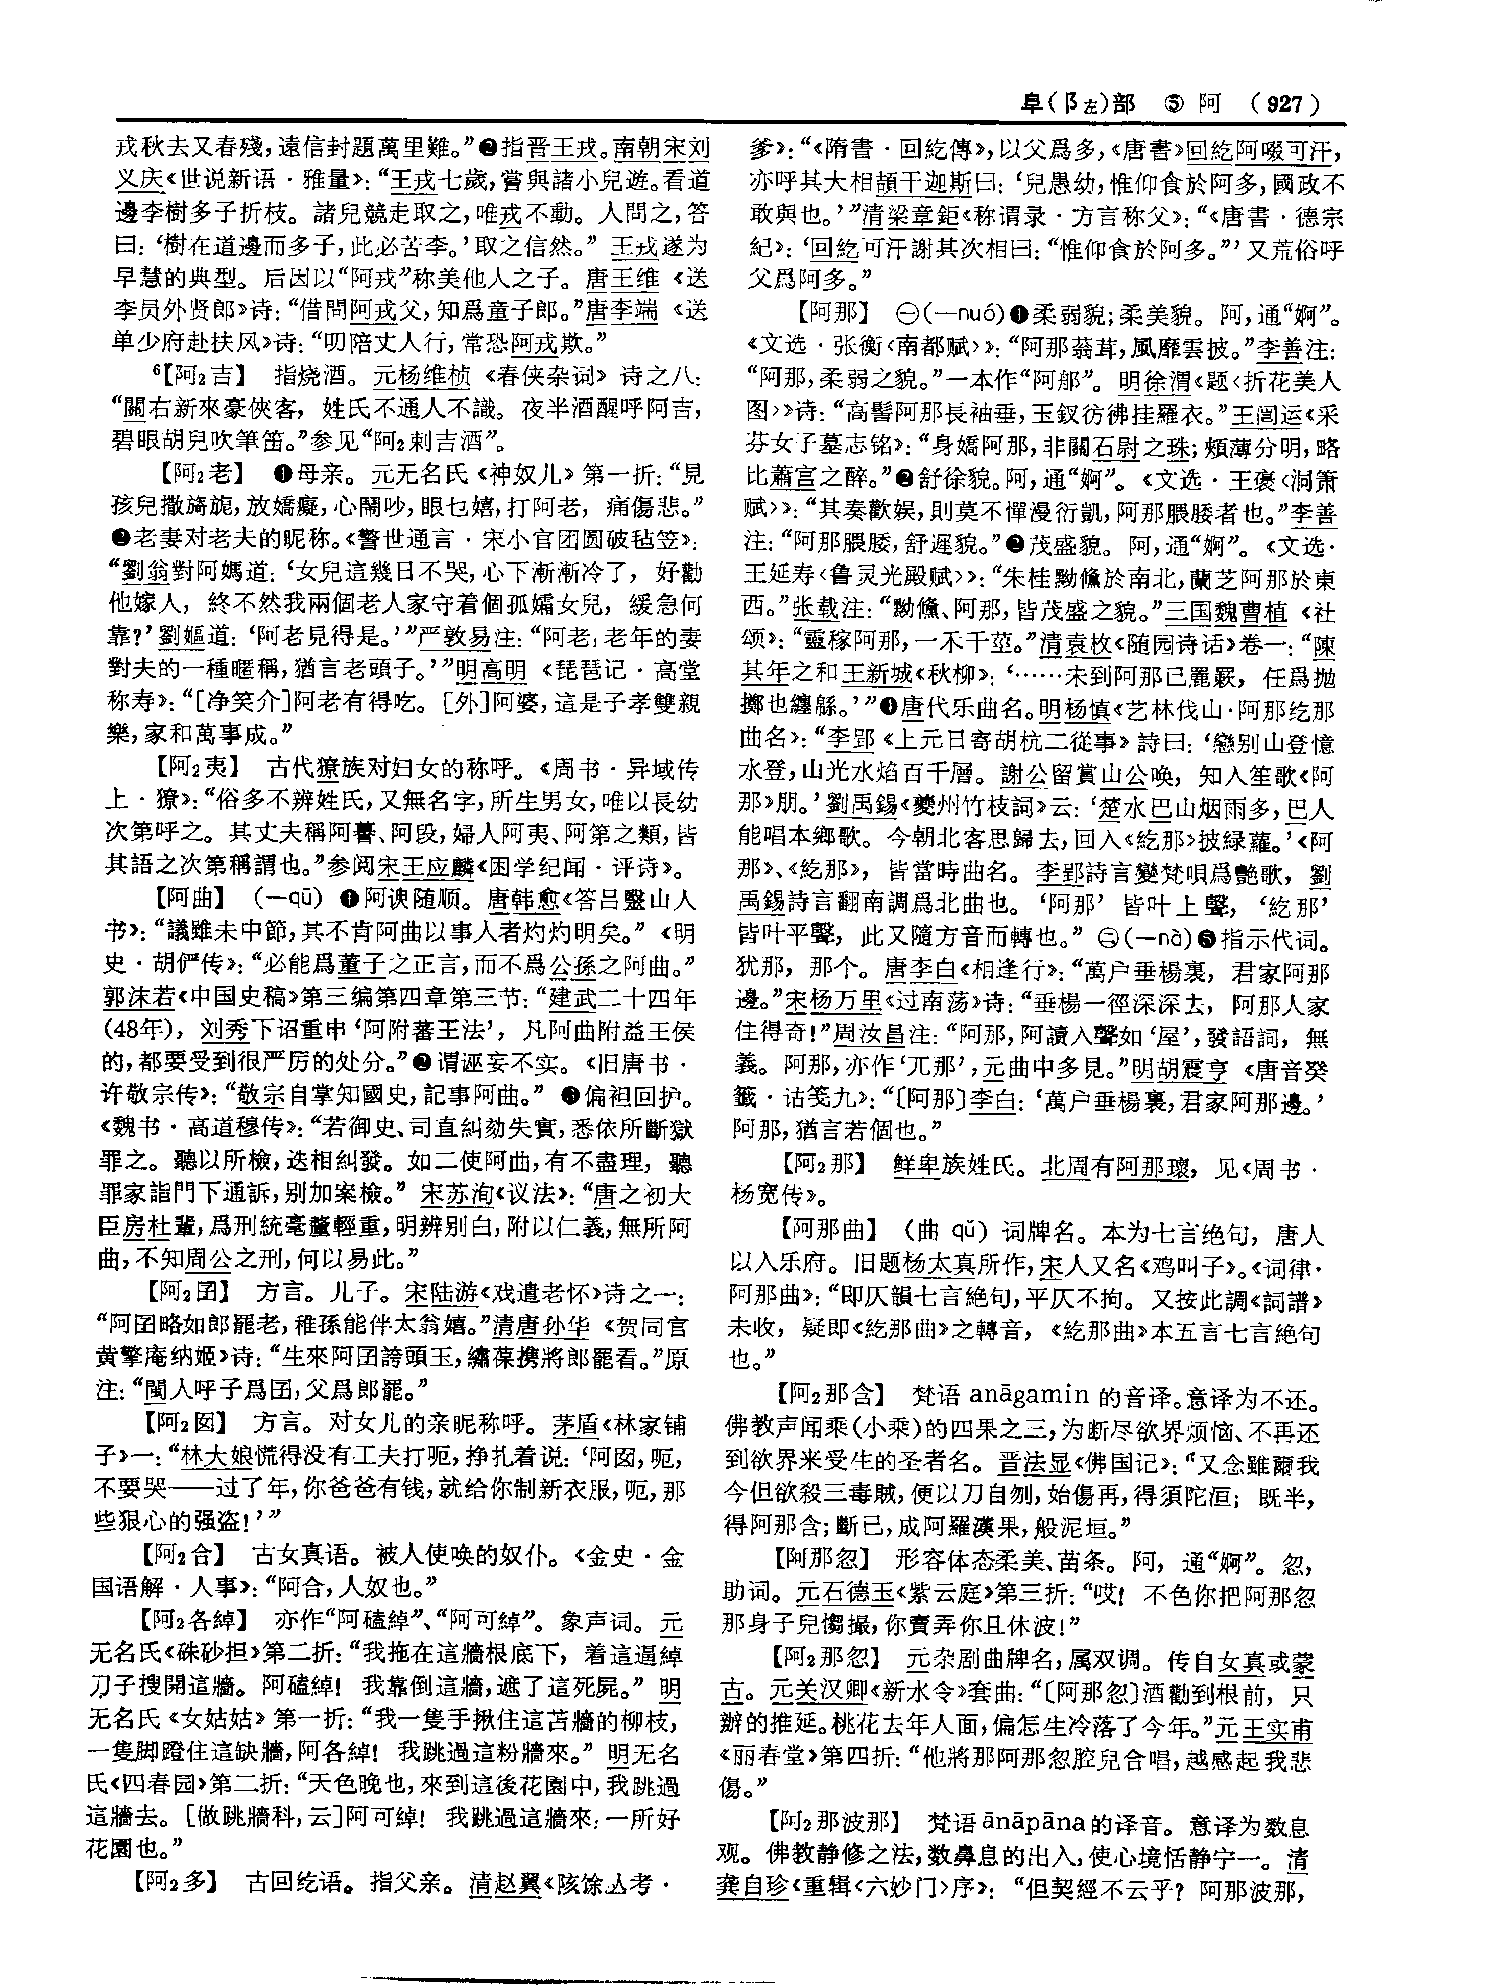 阜(阝左)部 ⑤ 阿 (927)
戎秋去又春殘，遠信封題萬里難。”❷指晋王戎。南朝宋刘
义庆《世说新语·雅量》：“王戎七歲，嘗與諸小兒遊。看道
邊李樹多子折枝。諸兒競走取之，唯戎不動。人問之，答
曰：‘樹在道邊而多子，此必苦李。’取之信然。”王戎遂为
早慧的典型。后因以“阿戎”称美他人之子。唐王维《送
李员外贤郎》诗：“借問阿戎父，知爲童子郎。”唐李端《送
单少府赴扶风》诗：“叨陪丈人行，常恐阿戎欺。”
⁶【阿₂吉】 指烧酒。元杨维桢《春侠杂词》诗之八：
“關右新來豪俠客，姓氏不通人不識。夜半酒醒呼阿吉，
碧眼胡兒吹筆笛。”参见“阿₂剌吉酒”。
【阿₂老】 ❶母亲。元无名氏《神奴儿》第一折：“見
孩兒撒旖旎，放嬌癡，心鬧吵，眼乜嬉，打阿老，痛傷悲。”
❷老妻对老夫的昵称。《警世通言·宋小官团圆破毡笠》：
“劉翁對阿媽道：‘女兒這幾日不哭，心下漸漸冷了，好勸
他嫁人，終不然我兩個老人家守着個孤孀女兒，緩急何
靠？’劉嫗道：‘阿老見得是。’”严敦易注：“阿老，老年的妻
對夫的一種暱稱，猶言老頭子。’”明高明《琵琶记·高堂
称寿》：“[净笑介]阿老有得吃。[外]阿婆，這是子孝雙親
樂，家和萬事成。”
【阿₂夷】 古代獠族对妇女的称呼。《周书·异域传
上·獠》：“俗多不辨姓氏，又無名字，所生男女，唯以長幼
次第呼之。其丈夫稱阿謩、阿段，婦人阿夷、阿第之類，皆
其語之次第稱謂也。”参阅宋王应麟《困学纪闻·评诗》。
【阿曲】 (—qū) ❶阿谀随顺。唐韩愈《答吕毉山人
书》：“議雖未中節，其不肯阿曲以事人者灼灼明矣。”《明
史·胡俨传》：“必能爲董子之正言，而不爲公孫之阿曲。”
郭沫若《中国史稿》第三编第四章第三节：“建武二十四年
(48年)，刘秀下诏重申‘阿附蕃王法’，凡阿曲附益王侯
的，都要受到很严厉的处分。”❷谓诬妄不实。《旧唐书·
许敬宗传》：“敬宗自掌知國史，記事阿曲。”❸偏袒回护。
《魏书·高道穆传》：“若御史、司直糾劾失實，悉依所斷獄
罪之。聽以所檢，迭相糾發。如二使阿曲，有不盡理，聽
罪家詣門下通訴，别加案檢。”宋苏洵《议法》：“唐之初大
臣房杜輩，爲刑統毫釐輕重，明辨别白，附以仁義，無所阿
曲，不知周公之刑，何以易此。”
【阿₂囝】 方言。儿子。宋陆游《戏遣老怀》诗之一：
“阿囝略如郎罷老，稚孫能伴太翁嬉。”清唐孙华《贺同官
黄擎庵纳姬》诗：“生來阿囝誇頭玉，繡葆携將郎罷看。”原
注：“閩人呼子爲囝，父爲郎罷。”
【阿₂囡】 方言。对女儿的亲昵称呼。茅盾《林家铺
子》一：“林大娘慌得没有工夫打呃，挣扎着说：‘阿囡，呃，
不要哭——过了年，你爸爸有钱，就给你制新衣服，呃，那
些狠心的强盗！’”
【阿₂合】 古女真语。被人使唤的奴仆。《金史·金
国语解·人事》：“阿合，人奴也。”
【阿₂各綽】 亦作“阿磕綽”、“阿可綽”。象声词。元
无名氏《硃砂担》第二折：“我拖在這牆根底下，着這逼綽
刀子搜開這牆。阿磕綽！我靠倒這牆，遮了這死屍。”明
无名氏《女姑姑》第一折：“我一隻手揪住這苫牆的柳枝，
一隻脚蹬住這缺牆，阿各綽！我跳過這粉牆來。”明无名
氏《四春园》第二折：“天色晚也，來到這後花園中，我跳過
這牆去。[做跳牆科，云]阿可綽！我跳過這牆來，一所好
花園也。”
【阿₂多】 古回纥语。指父亲。清赵翼《陔馀丛考·
爹》：“《隋書·回紇傳》，以父爲多，《唐書》回紇阿啜可汗，
亦呼其大相頡干迦斯曰：‘兒愚幼，惟仰食於阿多，國政不
敢與也。’”清梁章鉅《称谓录·方言称父》：“《唐書·德宗
紀》：‘回紇可汗謝其次相曰：“惟仰食於阿多。”’又荒俗呼
父爲阿多。”
【阿那】 ㊀(—nuó)❶柔弱貌；柔美貌。阿，通“婀”。
《文选·张衡〈南都赋〉》：“阿那蓊茸，風靡雲披。”李善注：
“阿那，柔弱之貌。”一本作“阿郍”。明徐渭《题〈折花美人
图〉》诗：“高髻阿那長袖垂，玉釵彷彿挂羅衣。”王闿运《采
芬女子墓志铭》：“身嬌阿那，非關石尉之珠；頰薄分明，略
比蕭宫之醉。”❷舒徐貌。阿，通“婀”。《文选·王褒〈洞箫
赋〉》：“其奏歡娱，則莫不憚漫衍凱，阿那腲腇者也。”李善
注：“阿那腲腇，舒遲貌。”❷茂盛貌。阿，通“婀”。《文选·
王延寿〈鲁灵光殿赋〉》：“朱桂黝儵於南北，蘭芝阿那於東
西。”张载注：“黝儵、阿那，皆茂盛之貌。”三国魏曹植《社
颂》：“靈稼阿那，一禾千莖。”清袁枚《随园诗话》卷一：“陳
其年之和王新城《秋柳》：‘……未到阿那已罷厭，任爲拋
擲也纏緜。’”❹唐代乐曲名。明杨慎《艺林伐山·阿那纥那
曲名》：“李郢《上元日寄胡杭二從事》詩曰：‘戀别山登憶
水登，山光水焰百千層。謝公留賞山公唤，知入笙歌《阿
那》朋。’劉禹錫《夔州竹枝詞》云：‘楚水巴山烟雨多，巴人
能唱本鄉歌。今朝北客思歸去，回入《紇那》披緑蘿。’《阿
那》、《紇那》，皆當時曲名。李郢詩言變梵唄爲艷歌，劉
禹錫詩言翻南調爲北曲也。‘阿那’皆叶上聲，‘紇那’
皆叶平聲，此又隨方音而轉也。”㊁(—nà)❺指示代词。
犹那，那个。唐李白《相逢行》：“萬户垂楊裏，君家阿那
邊。”宋杨万里《过南荡》诗：“垂楊一徑深深去，阿那人家
住得奇！”周汝昌注：“阿那，阿讀入聲如‘屋’，發語詞，無
義。阿那，亦作‘兀那’，元曲中多見。”明胡震亨《唐音癸
籤·诂笺九》：“〔阿那〕李白：‘萬户垂楊裏，君家阿那邊。’
阿那，猶言若個也。”
【阿₂那】 鲜卑族姓氏。北周有阿那瓌，见《周书·
杨宽传》。
【阿那曲】 (曲 qǔ) 词牌名。本为七言绝句，唐人
以入乐府。旧题杨太真所作，宋人又名《鸡叫子》。《词律·
阿那曲》：“即仄韻七言絶句，平仄不拘。又按此調《詞譜》
未收，疑即《紇那曲》之轉音，《紇那曲》本五言七言絶句
也。”
【阿₂那含】 梵语 anāgamin 的音译。意译为不还。
佛教声闻乘(小乘)的四果之三，为断尽欲界烦恼、不再还
到欲界来受生的圣者名。晋法显《佛国记》：“又念雖爾我
今但欲殺三毒賊，便以刀自刎，始傷再，得須陀洹；既半，
得阿那含；斷已，成阿羅漢果，般泥垣。”
【阿那忽】 形容体态柔美、苗条。阿，通“婀”。忽，
助词。元石德玉《紫云庭》第三折：“哎！不色你把阿那忽
那身子兒㑳撮，你賣弄你且休波！”
【阿₂那忽】 元杂剧曲牌名，属双调。传自女真或蒙
古。元关汉卿《新水令》套曲：“〔阿那忽〕酒勸到根前，只
辦的推延。桃花去年人面，偏怎生冷落了今年。”元王实甫
《丽春堂》第四折：“他將那阿那忽腔兒合唱，越感起我悲
傷。”
【阿₂那波那】 梵语ānāpāna的译音。意译为数息
观。佛教静修之法，数鼻息的出入，使心境恬静宁一。清
龚自珍《重辑〈六妙门〉序》：“但契經不云乎？阿那波那，